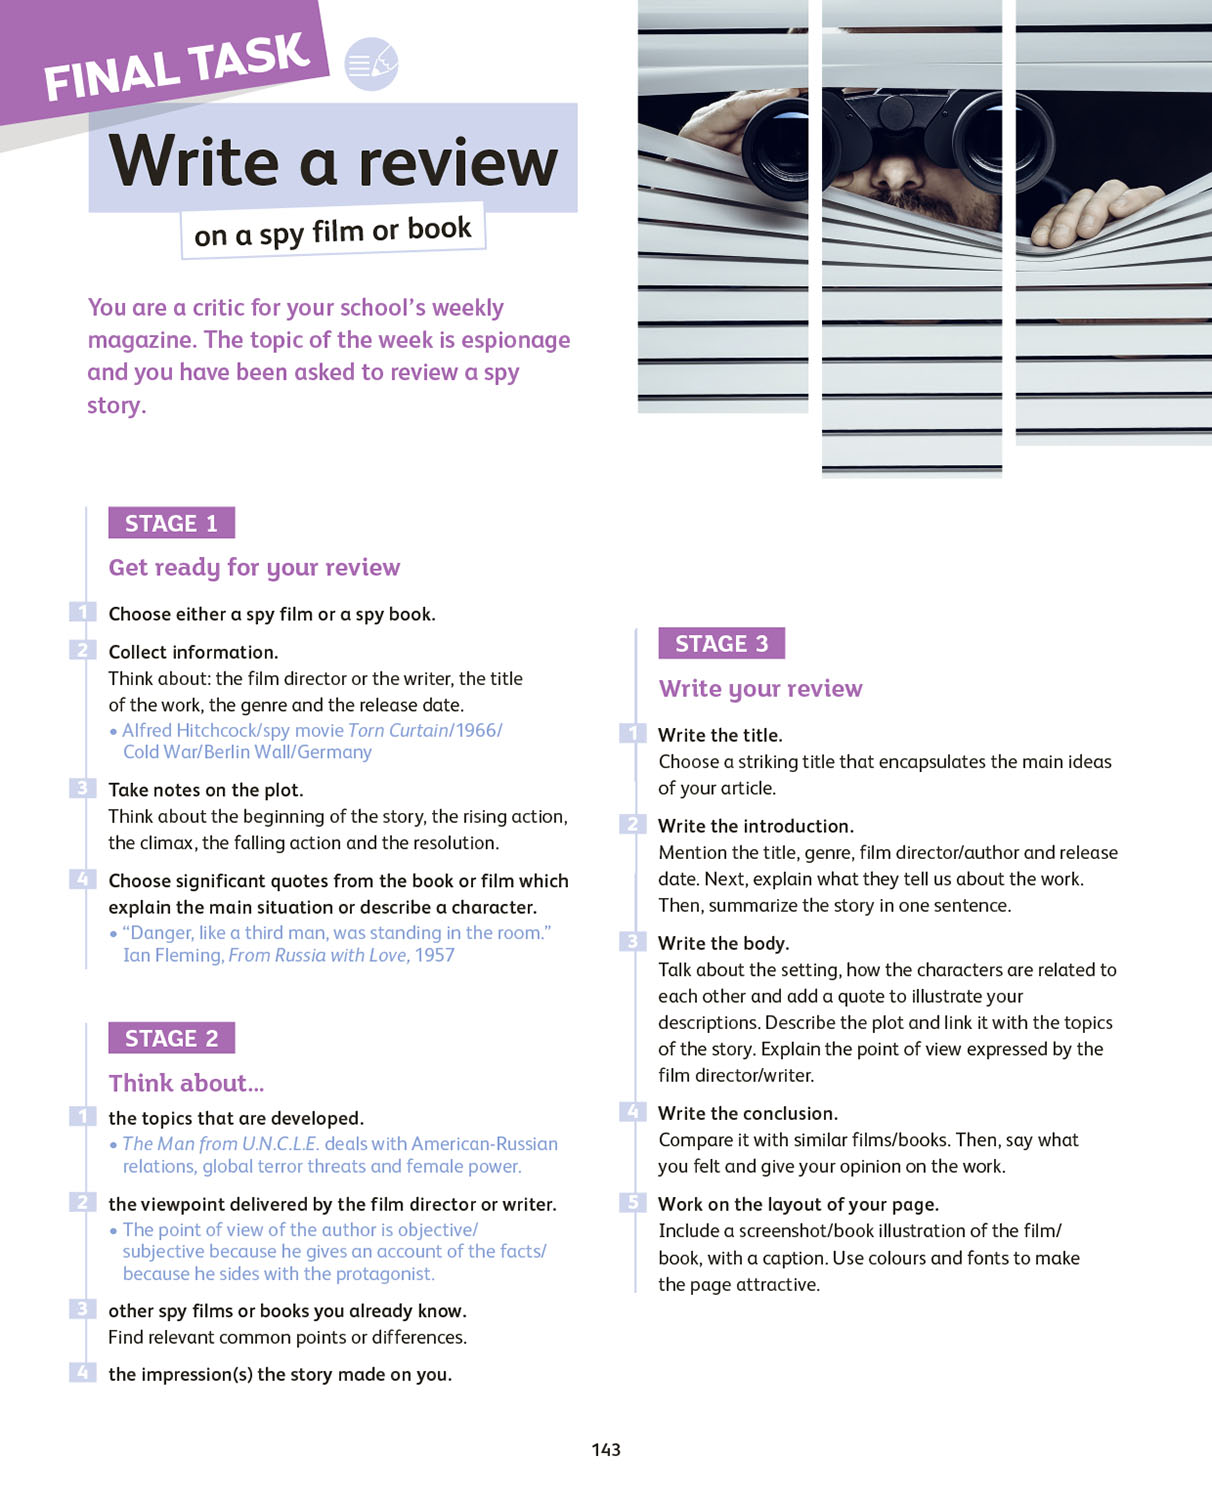 FINAL TASK
Write a review
on a spy film or book
You are a critic for your school’s weekly
magazine. The topic of the week is espionage
and you have been asked to review a spy
story.
STAGE 1
Get ready for your review
1 Choose either a spy film or a spy book.
2 Collect information.
Think about: the film director or the writer, the title
of the work, the genre and the release date.
• Alfred Hitchcock/spy movie Torn Curtain/1966/
Cold War/Berlin Wall/Germany
3 Take notes on the plot.
Think about the beginning of the story, the rising action,
the climax, the falling action and the resolution.
4 Choose significant quotes from the book or film which
explain the main situation or describe a character.
• “Danger, like a third man, was standing in the room.”
Ian Fleming, From Russia with Love, 1957
STAGE 2
Think about...
1 the topics that are developed.
• The Man from U.N.C.L.E. deals with American-Russian
relations, global terror threats and female power.
2 the viewpoint delivered by the film director or writer.
• The point of view of the author is objective/
subjective because he gives an account of the facts/
because he sides with the protagonist.
3 other spy films or books you already know.
Find relevant common points or differences.
4 the impression(s) the story made on you.
STAGE 3
Write your review
1 Write the title.
Choose a striking title that encapsulates the main ideas
of your article.
2 Write the introduction.
Mention the title, genre, film director/author and release
date. Next, explain what they tell us about the work.
Then, summarize the story in one sentence.
3 Write the body.
Talk about the setting, how the characters are related to
each other and add a quote to illustrate your
descriptions. Describe the plot and link it with the topics
of the story. Explain the point of view expressed by the
film director/writer.
4 Write the conclusion.
Compare it with similar films/books. Then, say what
you felt and give your opinion on the work.
5 Work on the layout of your page.
Include a screenshot/book illustration of the film/
book, with a caption. Use colours and fonts to make
the page attractive.
143